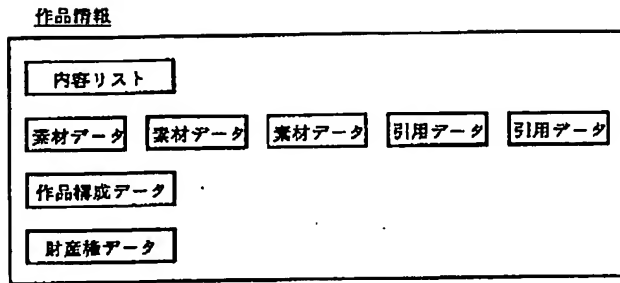 作品情報
内容リスト
素材データ 素材データ 素材データ 引用データ 引用データ
作品構成データ
財産権データ